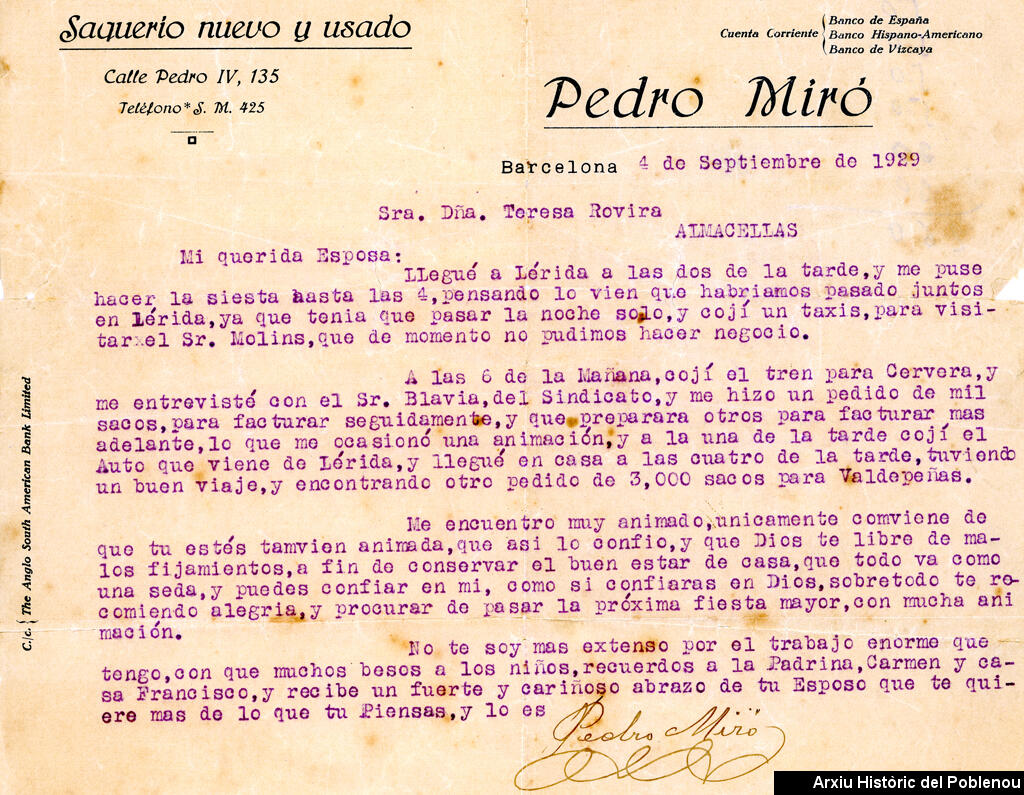 Saquerío nuevo y usado
Calle Pedro IV, 135
Teléfono* S. M. 425
Cuenta Corriente { Banco de España
Banco Hispano-Americano
Banco de Vizcaya
Pedro Miró
Barcelona 4 de Septiembre de 1929
Sra. Dña. Teresa Rovira
ALMACELLAS
Mi querida Esposa:
LLegué a Lérida a las dos de la tarde,y me puse
hacer la siesta hasta las 4,pensando lo vien que habriamos pasado juntos
en lérida,ya que tenia que pasar la noche solo,y cojí un taxis,para visi-
tarxel Sr. Molins,que de momento no pudimos hacer negocio.
A las 6 de la Mañana,cojí el tren para Cervera,y
me entrevisté con el Sr. Blavia,del Sindicato,y me hizo un pedido de mil
sacos,para facturar seguidamente,y que preparara otros para facturar mas
adelante,lo que me ocasionó una animación,y a la una de la tarde cojí el
Auto que viene de Lérida,y llegué en casa a las cuatro de la tarde,tuviendo
un buen viaje,y encontrando otro pedido de 3,000 sacos para Valdepeñas.
Me encuentro muy animado,unicamente comviene de
que tu estés tamvien animada,que asi lo confio,y que Dios te libre de ma-
los fijamientos,a fin de conservar el buen estar de casa,que todo va como
una seda,y puedes confiar en mi, como si confiaras en Dios,sobretodo te re-
comiendo alegria,y procurar de pasar la próxima fiesta mayor,con mucha ani
mación.
No te soy mas extenso por el trabajo enorme que
tengo,con que muchos besos a los niños,recuerdos a la Padrina,Carmen y ca-
sa Francisco,y recibe un fuerte y cariñoso abrazo de tu Esposo que te qui-
ere mas de lo que tu Piensas,y lo es
Pedro Miró
C./c. { The Anglo South American Bank Limited
Arxiu Històric del Poblenou